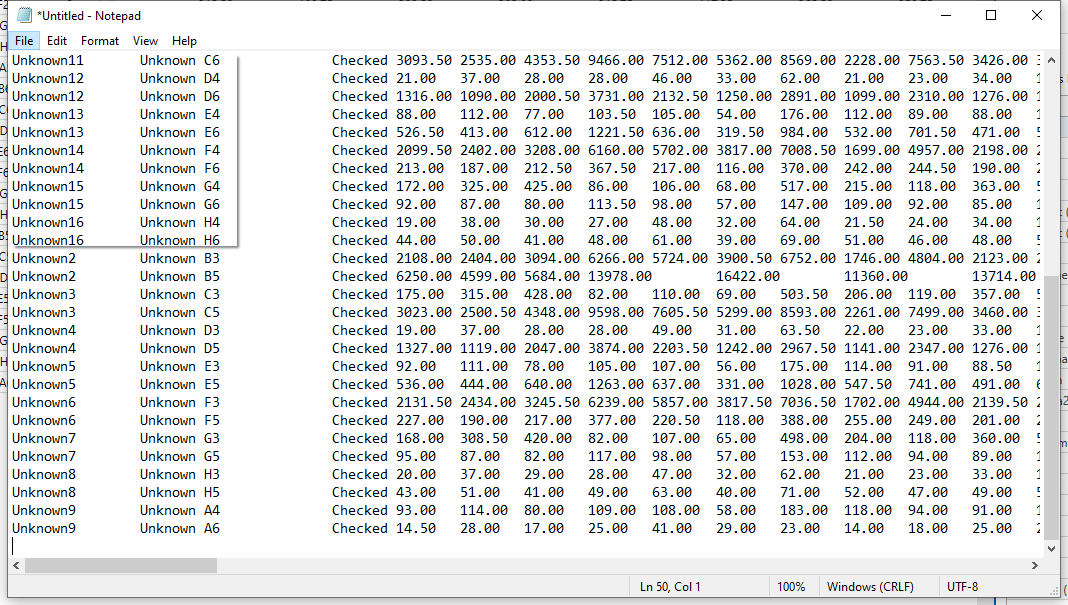 *Untitled - Notepad
File Edit Format View Help
Unknown11 Unknown C6 Checked 3093.50 2535.00 4353.50 9466.00 7512.00 5362.00 8569.00 2228.00 7563.50 3426.00
Unknown12 Unknown D4 Checked 21.00 37.00 28.00 28.00 46.00 33.00 62.00 21.00 23.00 34.00
Unknown12 Unknown D6 Checked 1316.00 1090.00 2000.50 3731.00 2132.50 1250.00 2891.00 1099.00 2310.00 1276.00
Unknown13 Unknown E4 Checked 88.00 112.00 77.00 103.50 105.00 54.00 176.00 112.00 89.00 88.00
Unknown13 Unknown E6 Checked 526.50 413.00 612.00 1221.50 636.00 319.50 984.00 532.00 701.50 471.00
Unknown14 Unknown F4 Checked 2099.50 2402.00 3208.00 6160.00 5702.00 3817.00 7008.50 1699.00 4957.00 2198.00
Unknown14 Unknown F6 Checked 213.00 187.00 212.50 367.50 217.00 116.00 370.00 242.00 244.50 190.00
Unknown15 Unknown G4 Checked 172.00 325.00 425.00 86.00 106.00 68.00 517.00 215.00 118.00 363.00
Unknown15 Unknown G6 Checked 92.00 87.00 80.00 113.50 98.00 57.00 147.00 109.00 92.00 85.00
Unknown16 Unknown H4 Checked 19.00 38.00 30.00 27.00 48.00 32.00 64.00 21.50 24.00 34.00
Unknown16 Unknown H6 Checked 44.00 50.00 41.00 48.00 61.00 39.00 69.00 51.00 46.00 48.00
Unknown2 Unknown B3 Checked 2108.00 2404.00 3094.00 6266.00 5724.00 3900.50 6752.00 1746.00 4804.00 2123.00
Unknown2 Unknown B5 Checked 6250.00 4599.00 5684.00 13978.00 16422.00 11360.00 13714.00
Unknown3 Unknown C3 Checked 175.00 315.00 428.00 82.00 110.00 69.00 503.50 206.00 119.00 357.00
Unknown3 Unknown C5 Checked 3023.00 2500.50 4348.00 9598.00 7605.50 5299.00 8593.00 2261.00 7499.00 3460.00
Unknown4 Unknown D3 Checked 19.00 37.00 28.00 28.00 49.00 31.00 63.50 22.00 23.00 33.00
Unknown4 Unknown D5 Checked 1327.00 1119.00 2047.00 3874.00 2203.50 1242.00 2967.50 1141.00 2347.00 1276.00
Unknown5 Unknown E3 Checked 92.00 111.00 78.00 105.00 107.00 56.00 175.00 114.00 91.00 88.50
Unknown5 Unknown E5 Checked 536.00 444.00 640.00 1263.00 637.00 331.00 1028.00 547.50 741.00 491.00
Unknown6 Unknown F3 Checked 2131.50 2434.00 3245.50 6239.00 5857.00 3817.50 7036.50 1702.00 4944.00 2139.50
Unknown6 Unknown F5 Checked 227.00 190.00 217.00 377.00 220.50 118.00 388.00 255.00 249.00 201.00
Unknown7 Unknown G3 Checked 168.00 308.50 420.00 82.00 107.00 65.00 498.00 204.00 118.00 360.00
Unknown7 Unknown G5 Checked 95.00 87.00 82.00 117.00 98.00 57.00 153.00 112.00 94.00 89.00
Unknown8 Unknown H3 Checked 20.00 37.00 29.00 28.00 47.00 32.00 62.00 21.00 23.00 33.00
Unknown8 Unknown H5 Checked 43.00 51.00 41.00 49.00 63.00 40.00 71.00 52.00 47.00 49.00
Unknown9 Unknown A4 Checked 93.00 114.00 80.00 109.00 108.00 58.00 183.00 118.00 94.00 91.00
Unknown9 Unknown A6 Checked 14.50 28.00 17.00 25.00 41.00 29.00 23.00 14.00 18.00 25.00
Ln 50, Col 1 100% Windows (CRLF) UTF-8